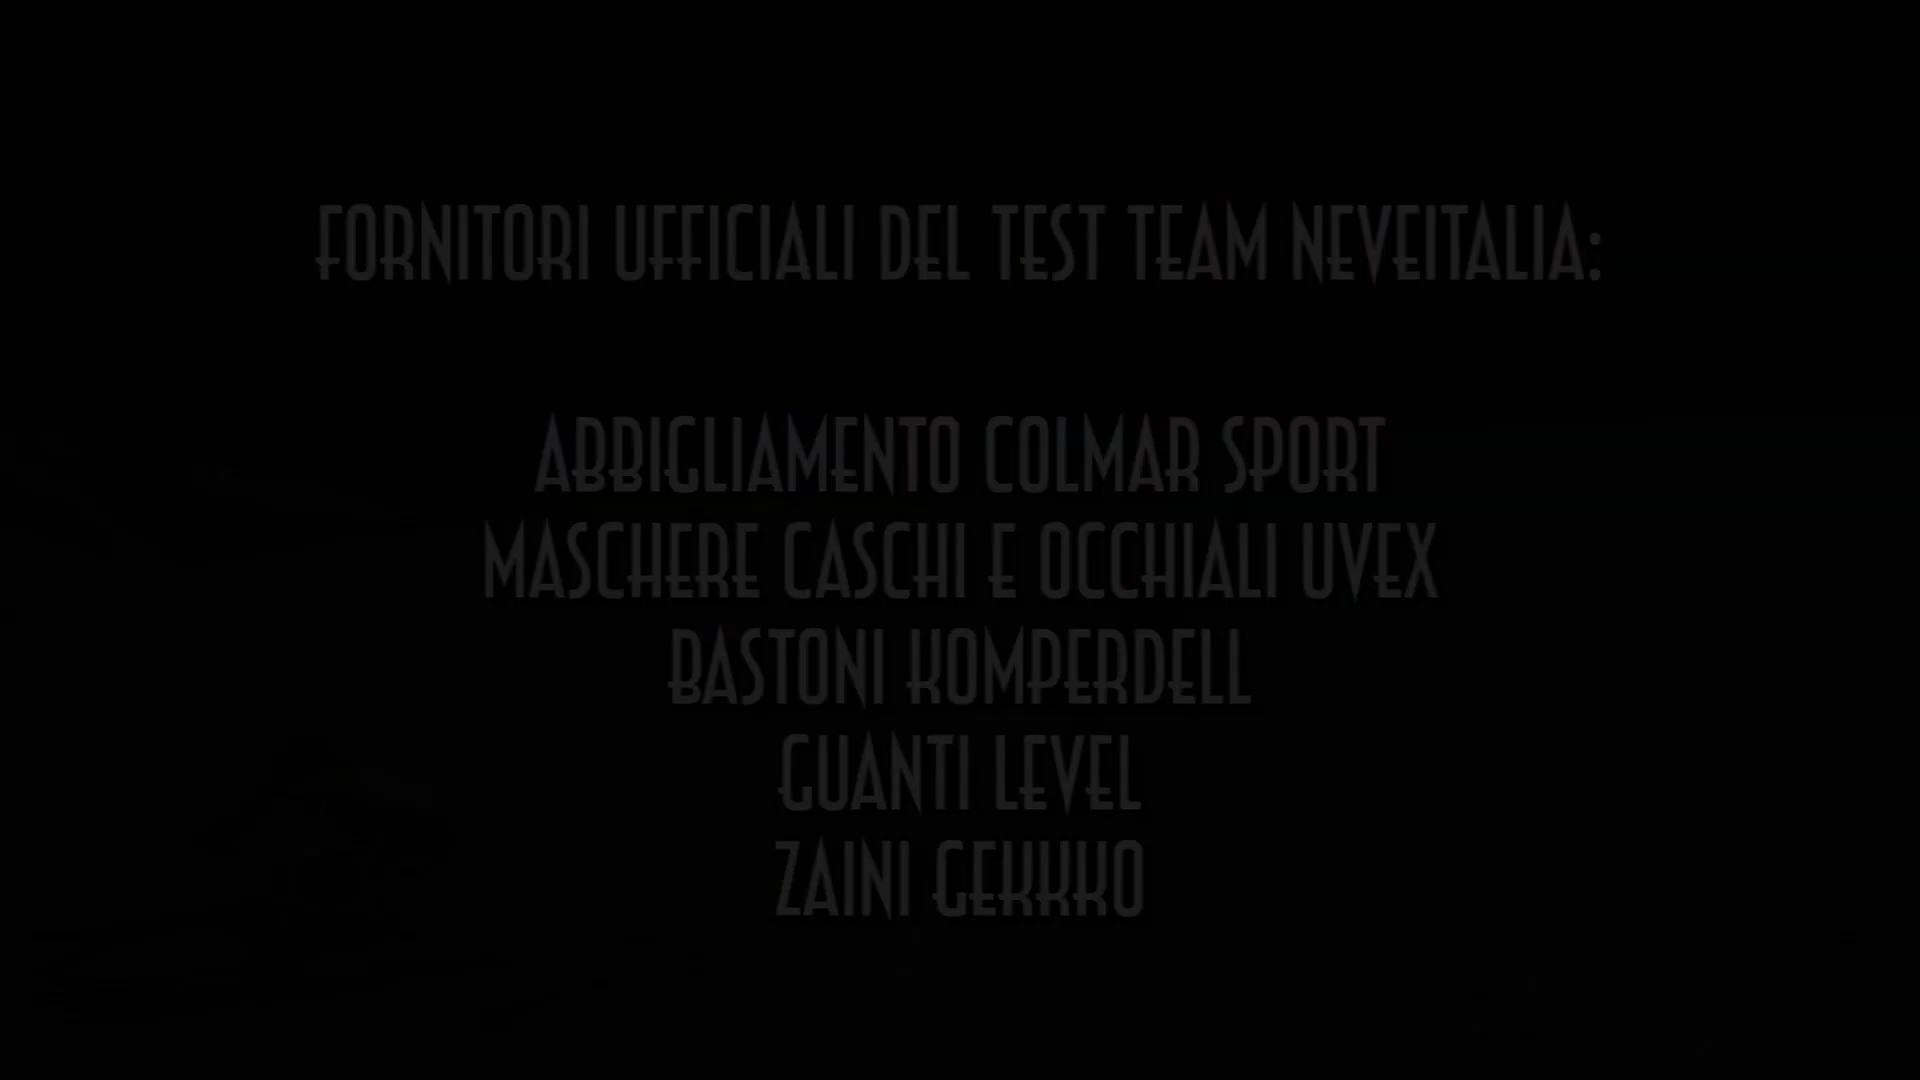 FORNITORI UFFICIALI DEL TEST TEAM NEVEITALIA:
ABBIGLIAMENTO COLMAR SPORT
MASCHERE CASCHI E OCCHIALI UVEX
BASTONI KOMPERDELL
GUANTI LEVEL
ZAINI GEKKKO